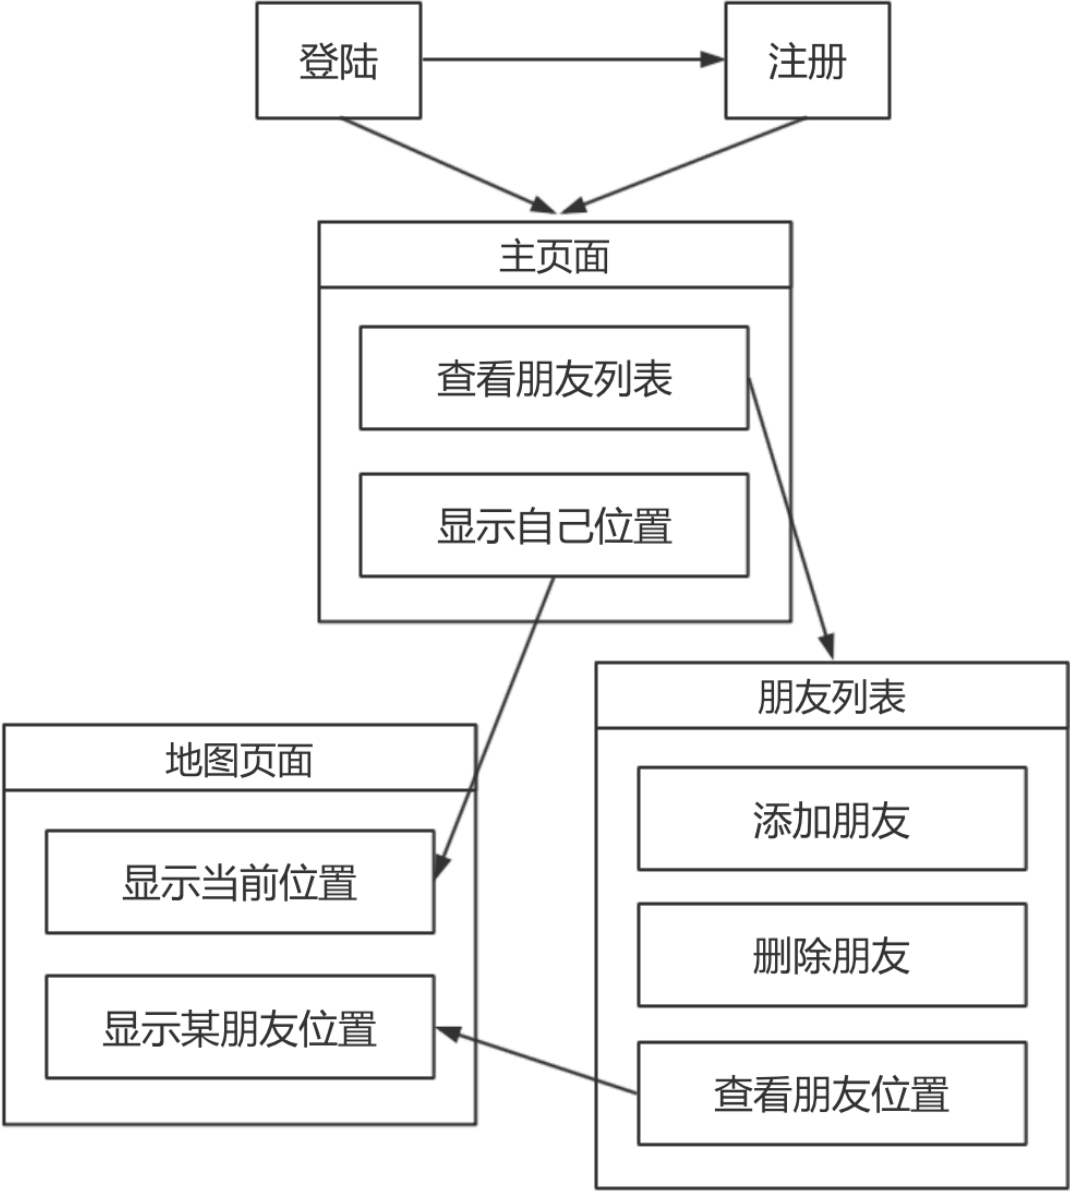 登陆
注册
主页面
查看朋友列表
显示自己位置
朋友列表
添加朋友
删除朋友
查看朋友位置
地图页面
显示当前位置
显示某朋友位置